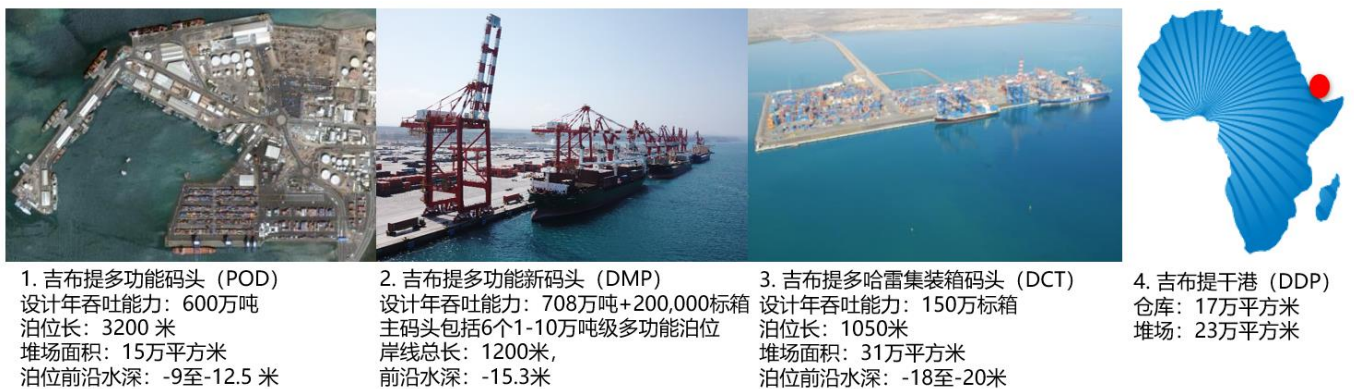 1. 吉布提多功能码头（POD）
设计年吞吐能力：600万吨
泊位长：3200 米
堆场面积：15万平方米
泊位前沿水深：-9至-12.5 米
2. 吉布提多功能新码头（DMP）
设计年吞吐能力：708万吨+200,000标箱
主码头包括6个1-10万吨级多功能泊位
岸线总长：1200米，
前沿水深：-15.3米
3. 吉布提多哈雷集装箱码头（DCT）
设计年吞吐能力：150万标箱
泊位长：1050米
堆场面积：31万平方米
泊位前沿水深：-18至-20米
4. 吉布提干港（DDP）
仓库：17万平方米
堆场：23万平方米